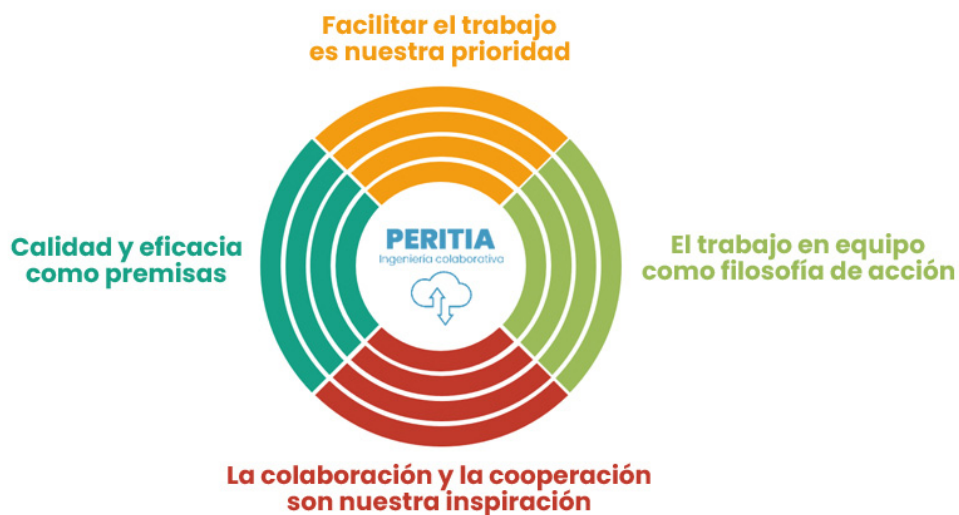 Facilitar el trabajo
es nuestra prioridad
Calidad y eficacia
como premisas
PERITIA
Ingeniería colaborativa
El trabajo en equipo
como filosofía de acción
La colaboración y la cooperación
son nuestra inspiración